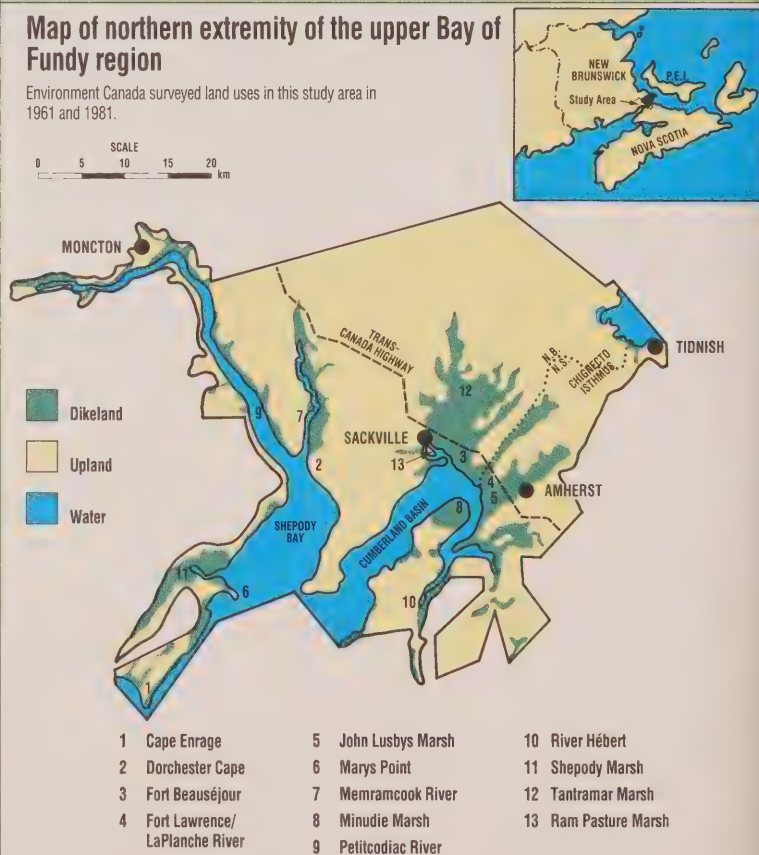 Map of northern extremity of the upper Bay of
Fundy region
Environment Canada surveyed land uses in this study area in
1961 and 1981.
SCALE
0 5 10 15 20
km
NEW
BRUNSWICK
P.E.I.
Study Area
NOVA SCOTIA
MONCTON
TRANS-
CANADA HIGHWAY
N.B.
N.S.
CHIGNECTO
ISTHMUS
TIDNISH
12
9
7
SACKVILLE
13
3
2
4
5
AMHERST
8
Dikeland
Upland
Water
SHEPODY
BAY
CUMBERLAND BASIN
11
6
10
1
1 Cape Enrage
2 Dorchester Cape
3 Fort Beauséjour
4 Fort Lawrence/
LaPlanche River
5 John Lusbys Marsh
6 Marys Point
7 Memramcook River
8 Minudie Marsh
9 Petitcodiac River
10 River Hébert
11 Shepody Marsh
12 Tantramar Marsh
13 Ram Pasture Marsh